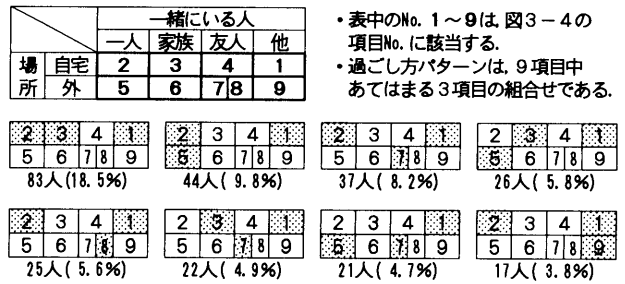 一緒にいる人
一人 家族 友人 他
場所 自宅 2 3 4 1
外 5 6 7 8 9
・表中のNo. 1～9は, 図3－4の
項目No. に該当する.
・過ごし方パターンは, 9項目中
あてはまる3項目の組合せである.
2 3 4 1 2 3 4 1 2 3 4 1 2 3 4 1
5 6 7 8 9 5 6 7 8 9 5 6 7 8 9 5 6 7 8 9
83人(18.5%) 44人( 9.8%) 37人( 8.2%) 26人( 5.8%)
2 3 4 1 2 3 4 1 2 3 4 1 2 3 4 1
5 6 7 8 9 5 6 7 8 9 5 6 7 8 9 5 6 7 8 9
25人( 5.6%) 22人( 4.9%) 21人( 4.7%) 17人( 3.8%)